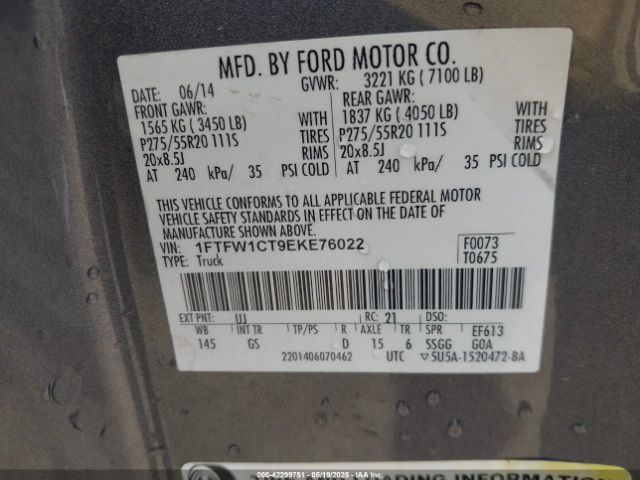 MFD. BY FORD MOTOR CO.
DATE: 06/14 GVWR: 3221 KG ( 7100 LB)
FRONT GAWR: REAR GAWR:
1565 KG ( 3450 LB) WITH 1837 KG ( 4050 LB) WITH
P275/55R20 111S TIRES P275/55R20 111S TIRES
20x8.5J RIMS 20x8.5J RIMS
AT 240 kPa/ 35 PSI COLD AT 240 kPa/ 35 PSI COLD
THIS VEHICLE CONFORMS TO ALL APPLICABLE FEDERAL MOTOR
VEHICLE SAFETY STANDARDS IN EFFECT ON THE DATE OF
MANUFACTURE SHOWN ABOVE.
VIN: 1FTFW1CT9EKE76022 F0073
TYPE: Truck T0675
EXT PNT: UJ RC: 21 DSO:
WB INT TR TP/PS R AXLE TR SPR EF613
145 GS D 15 6 SSGG GOA
2201406070462 UTC 5U5A-1520472-BA
ADING INFORMATION
000-42299751 - 05/19/2025 - IAA Inc.